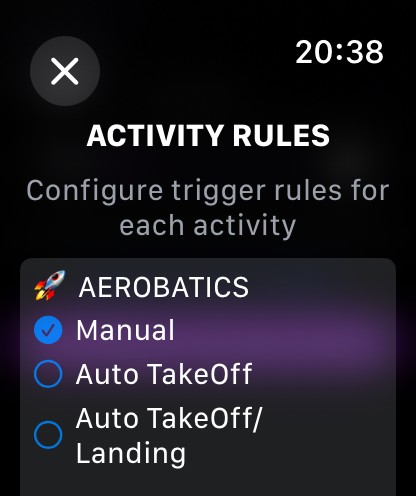 20:38
ACTIVITY RULES
Configure trigger rules for
each activity
🚀 AEROBATICS
Manual
Auto TakeOff
Auto TakeOff/
Landing